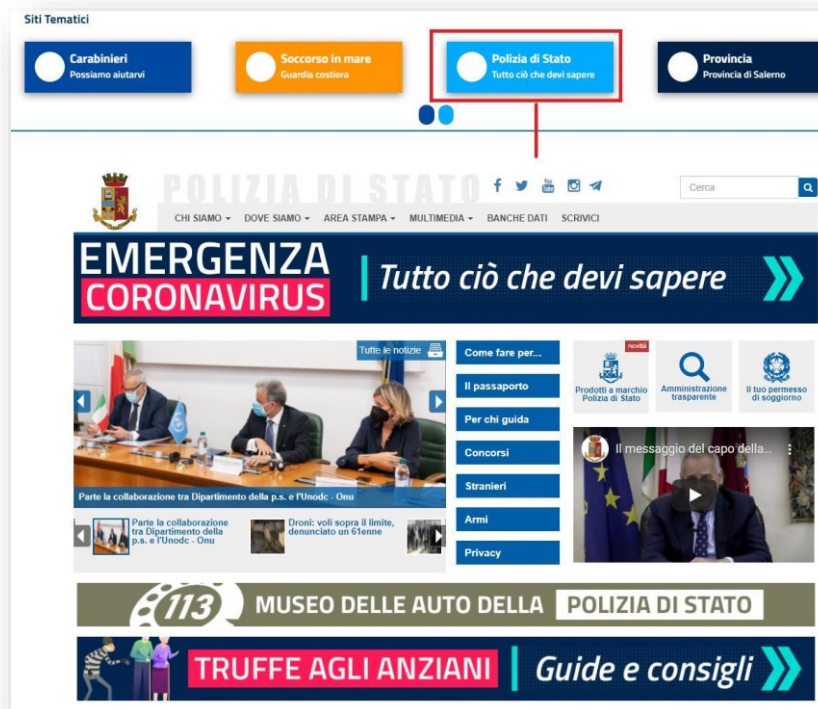 Siti Tematici
Carabinieri
Possiamo aiutarvi
Soccorso in mare
Guardia costiera
Polizia di Stato
Tutto ciò che devi sapere
Provincia
Provincia di Salerno
POLIZIA DI STATO
You Tube
Cerca
CHI SIAMO DOVE SIAMO AREA STAMPA MULTIMEDIA BANCHE DATI SCRIVICI
EMERGENZA
CORONAVIRUS
Tutto ciò che devi sapere
Tutte le notizie
Parte la collaborazione tra Dipartimento della p.s. e l'Unodc - Onu
Parte la collaborazione
tra Dipartimento della
p.s. e l'Unodc - Onu
Droni: voli sopra il limite,
denunciato un 61enne
Come fare per...
Il passaporto
Per chi guida
Concorsi
Stranieri
Armi
Privacy
novità
Prodotti a marchio
Polizia di Stato
Amministrazione
trasparente
Il tuo permesso
di soggiorno
Il messaggio del capo della...
113 MUSEO DELLE AUTO DELLA POLIZIA DI STATO
TRUFFE AGLI ANZIANI Guide e consigli